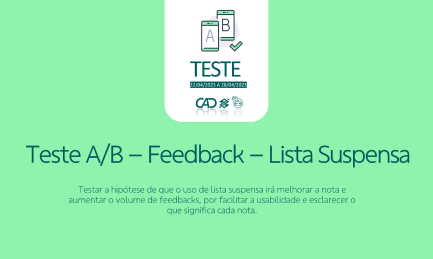 A
B
TESTE
12/04/2023 A 26/04/2023
CAD
Teste A/B – Feedback – Lista Suspensa
Testar a hipótese de que o uso de lista suspensa irá melhorar a nota e
aumentar o volume de feedbacks, por facilitar a usabilidade e esclarecer o
que significa cada nota.